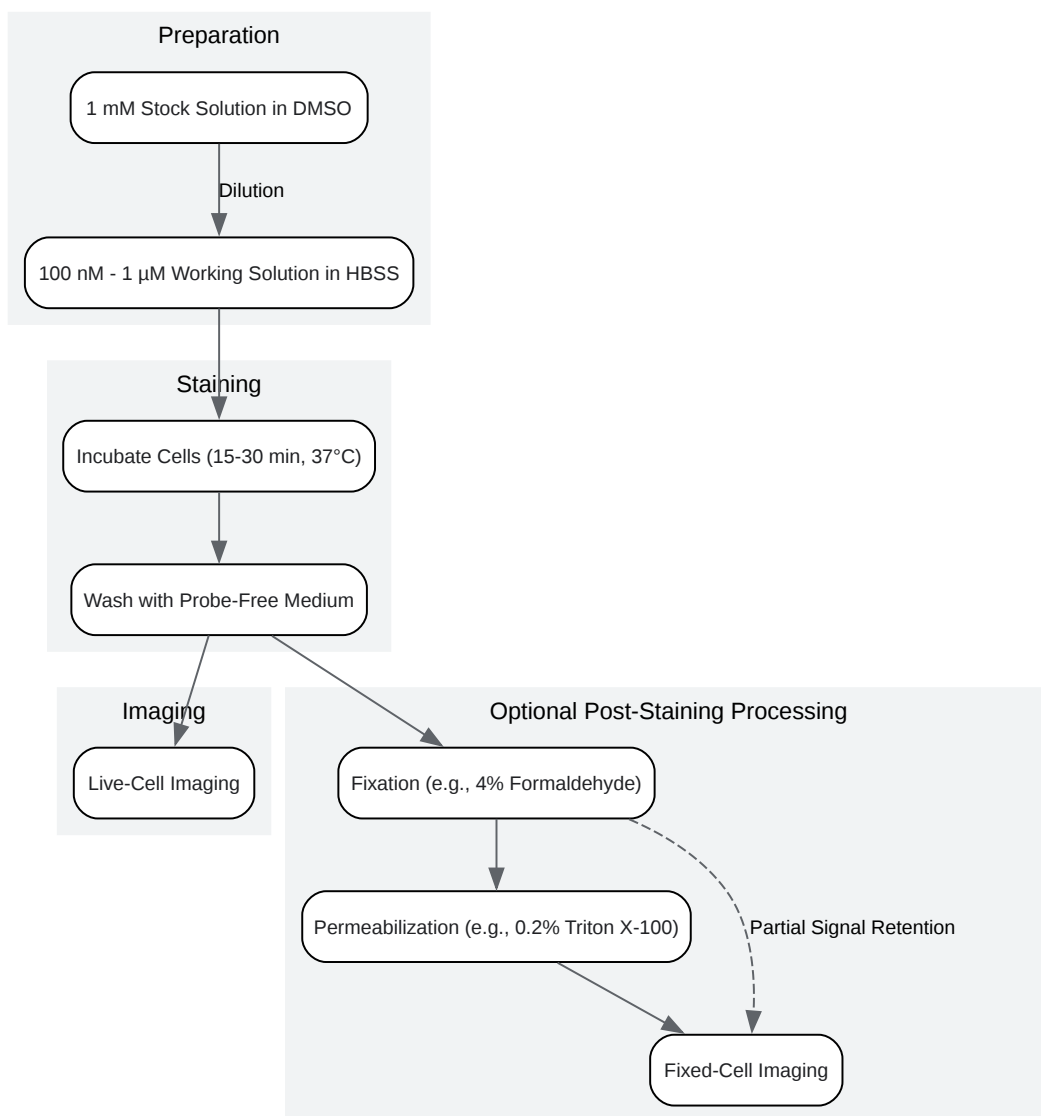 Preparation
1 mM Stock Solution in DMSO
Dilution
100 nM - 1 µM Working Solution in HBSS
Staining
Incubate Cells (15-30 min, 37°C)
Wash with Probe-Free Medium
Imaging
Live-Cell Imaging
Optional Post-Staining Processing
Fixation (e.g., 4% Formaldehyde)
Permeabilization (e.g., 0.2% Triton X-100)
Partial Signal Retention
Fixed-Cell Imaging